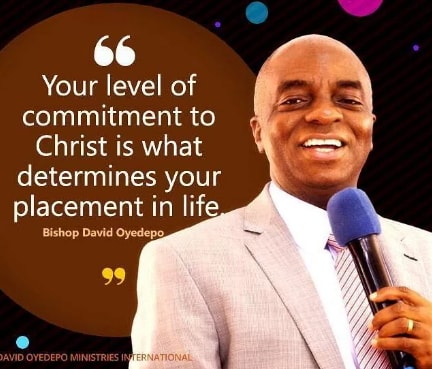 “
Your level of
commitment to
Christ is what
determines your
placement in life.
Bishop David Oyedepo
”
DAVID OYEDEPO MINISTRIES INTERNATIONAL